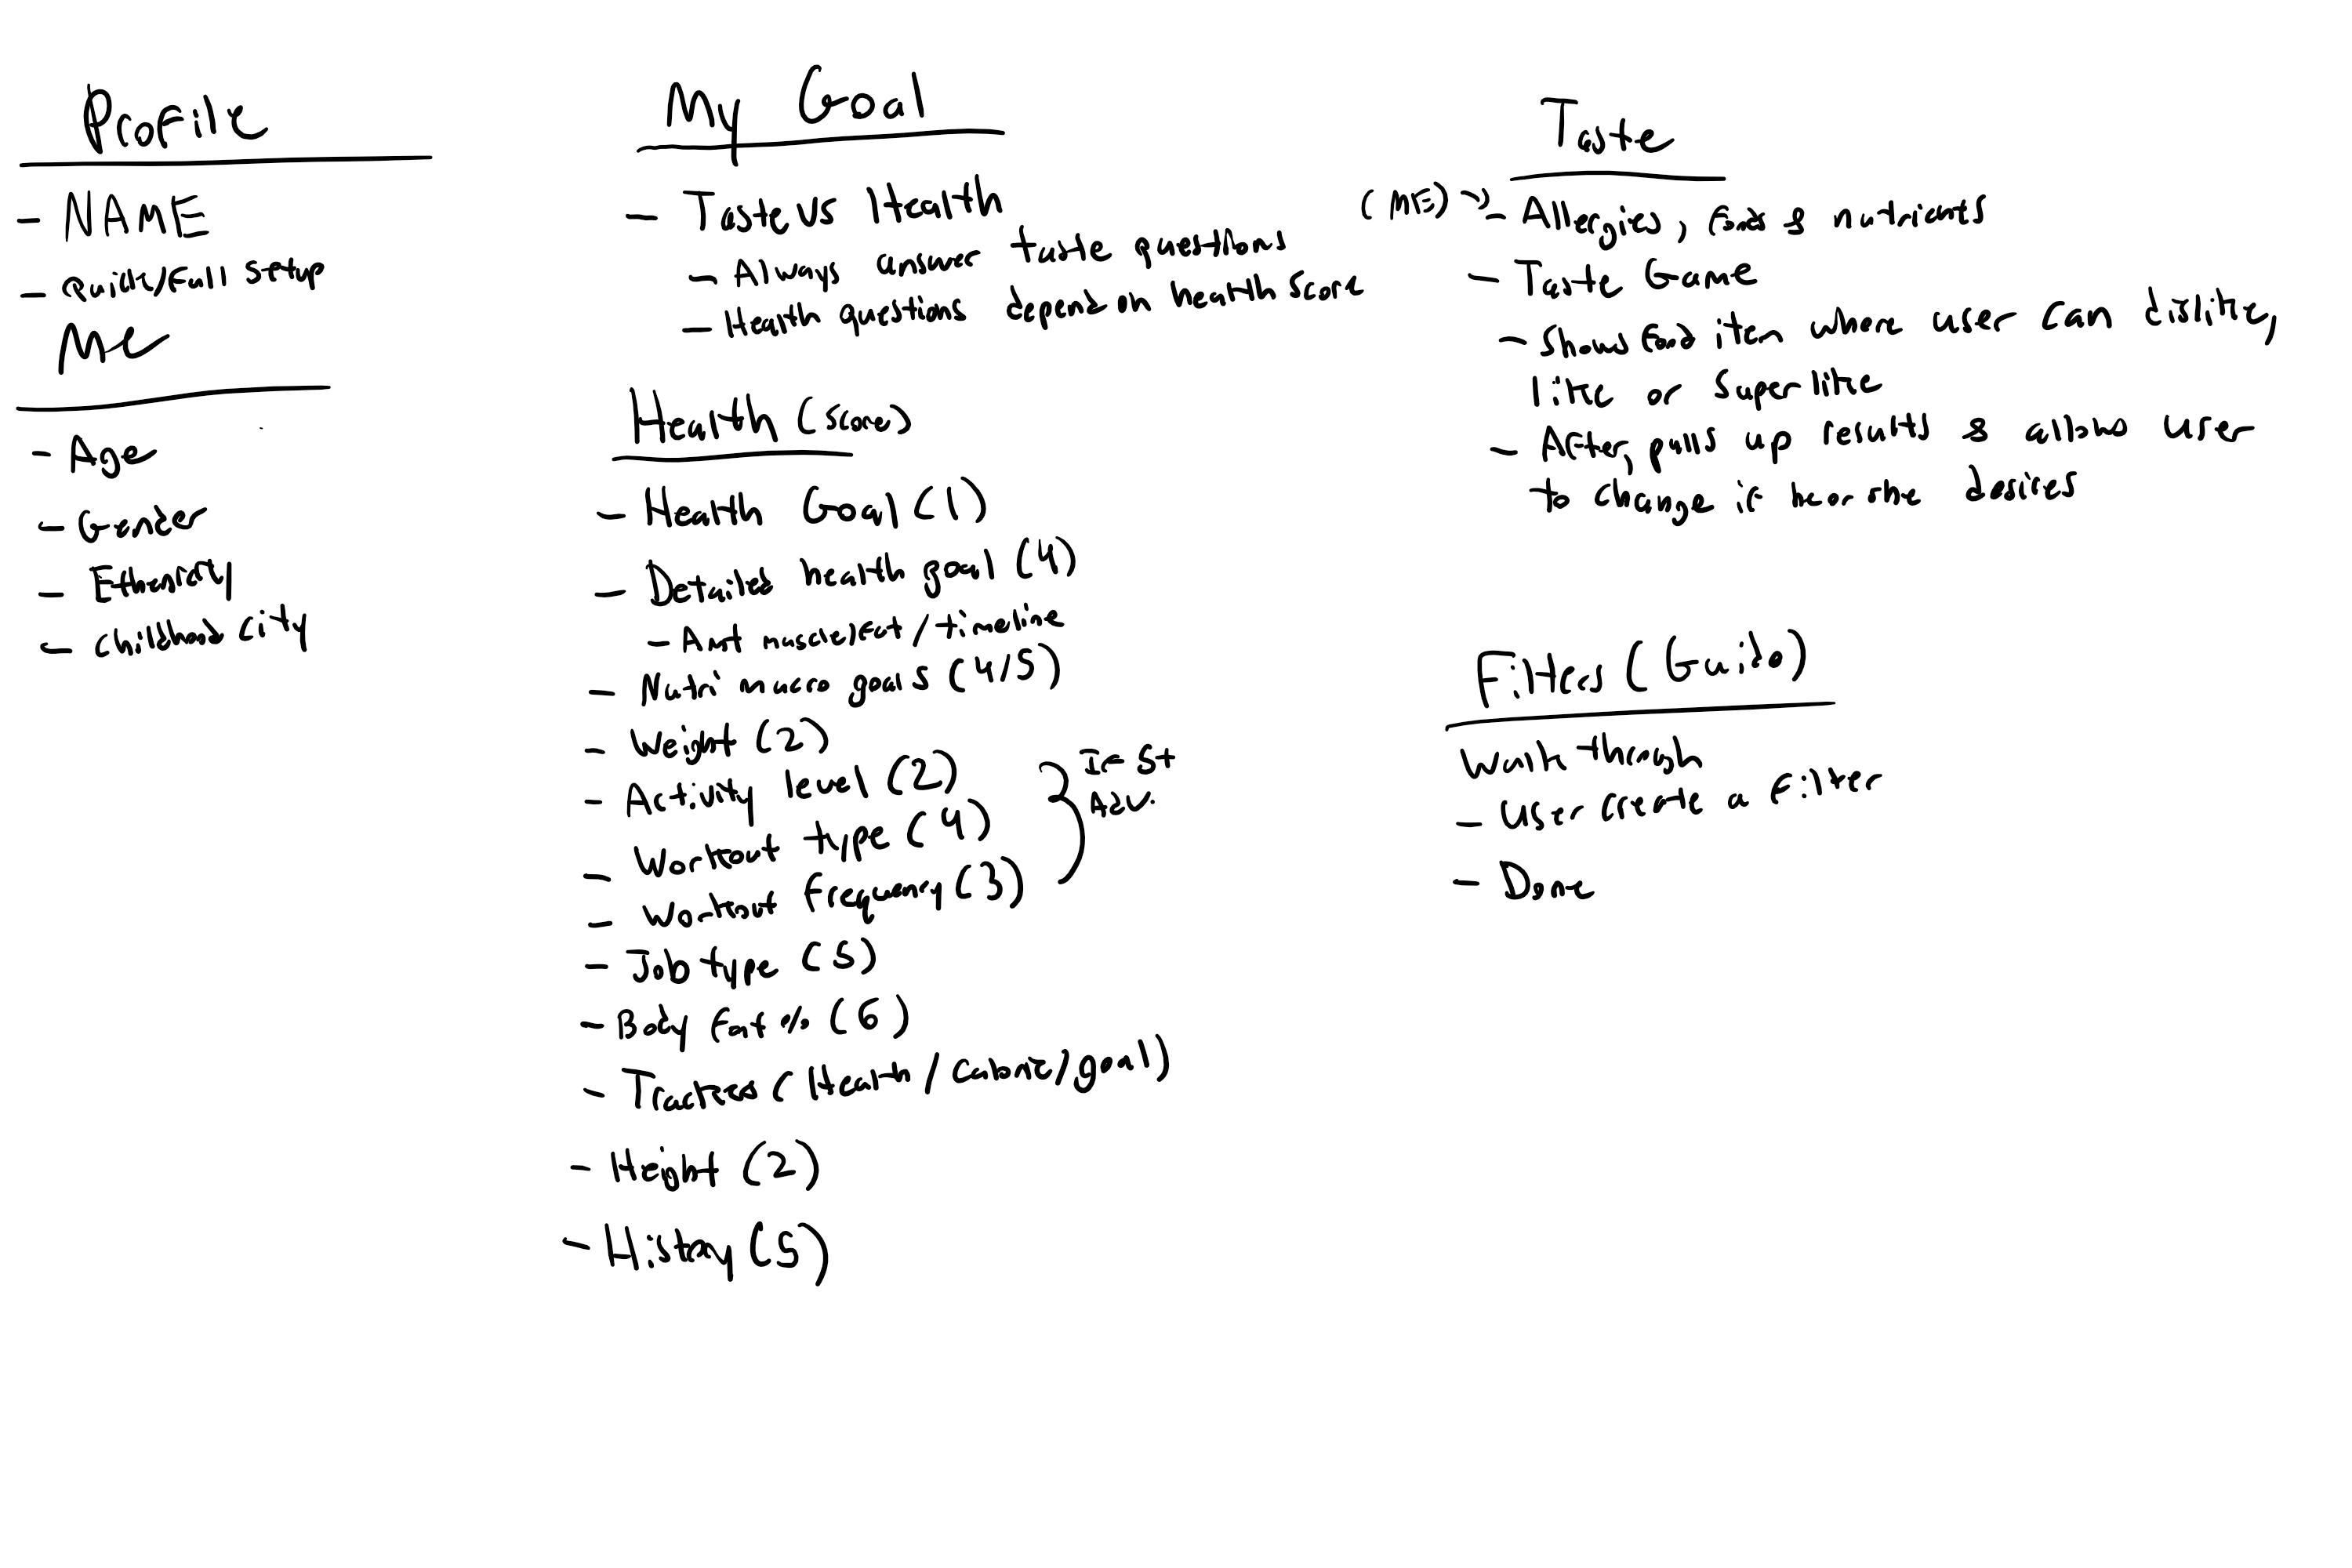 Profile
- NAME
- Quick/Full setup
Me
- Age
- Gender
- Ethnicity
- Childhood city
My Goal
- Taste vs Health
- Always answer taste questions
- Health questions depend on health score
Health (scores)
- Health Goal (1)
- Detailed health goal (4)
- Amt muscle/fat/timeline
- Nutri macro goals (4/5)
- Weight (2)
- Activity level (2)
- Workout type (4)
- Workout frequency (3)
If 5+
Adv.
- Job type (5)
- Body fat % (6)
- Trackers (Health/calorie/goal)
- Height (2)
- History (5)
Taste
(ME) → - Allergies, foods & nutrients
- Taste Game
- Shows food item where user can dislike,
like or superlike
- After, pulls up results & allows user
to change if he or she desires
Filters (Guido)
Walk through
- User create a filter
- Done